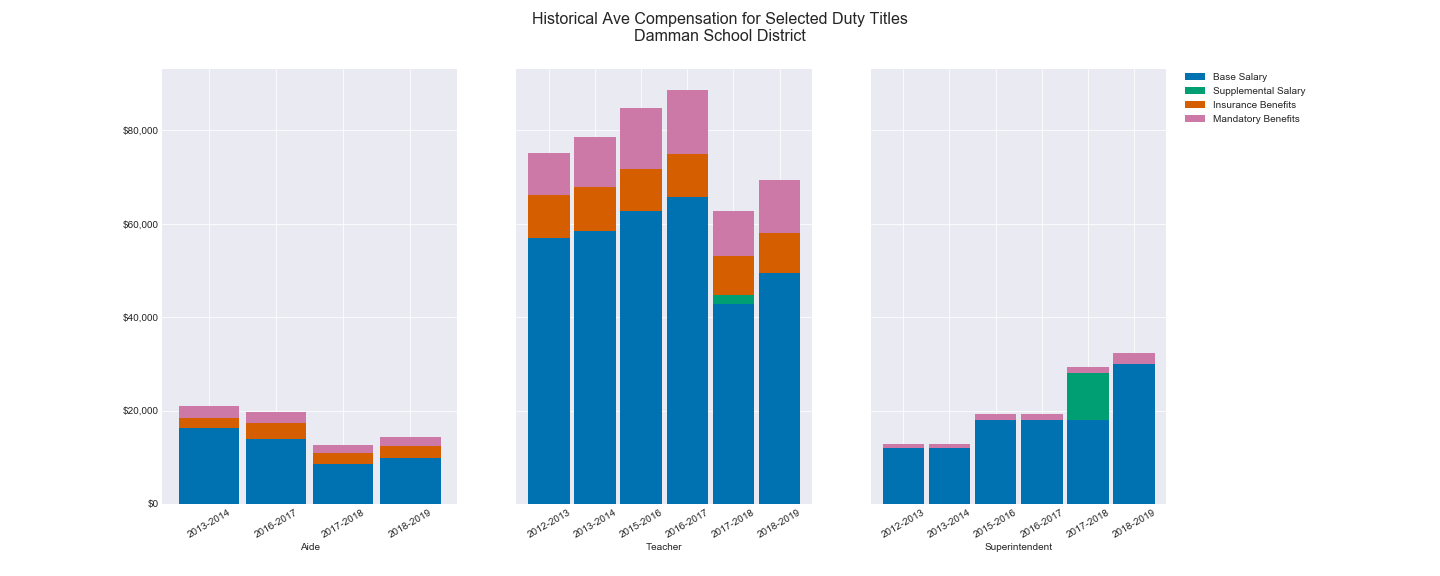 Historical Ave Compensation for Selected Duty Titles
Damman School District
Base Salary
Supplemental Salary
Insurance Benefits
Mandatory Benefits
$80,000
$60,000
$40,000
$20,000
$0
2013-2014
2016-2017
2017-2018
2018-2019
Aide
2012-2013
2013-2014
2015-2016
2016-2017
2017-2018
2018-2019
Teacher
2012-2013
2013-2014
2015-2016
2016-2017
2017-2018
2018-2019
Superintendent